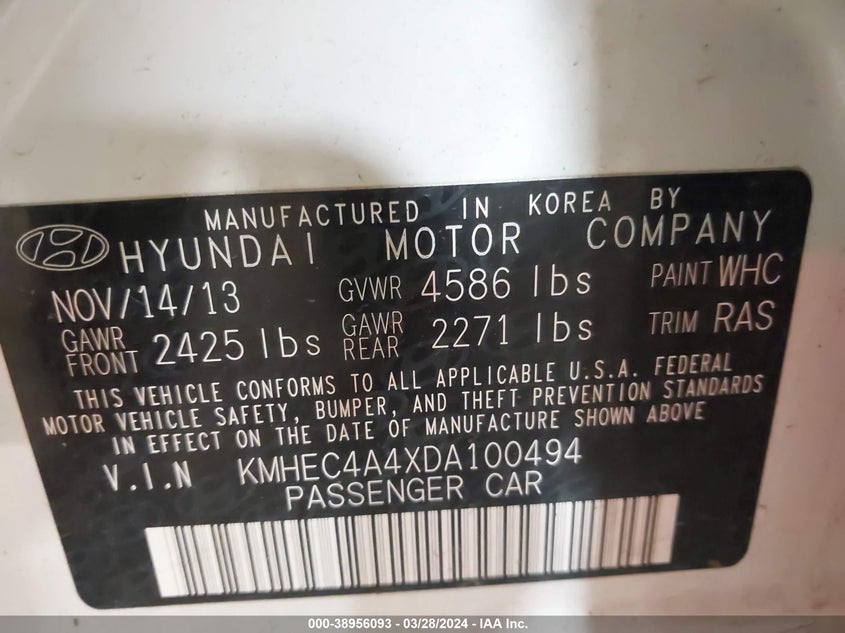 MANUFACTURED IN KOREA BY
HYUNDAI MOTOR COMPANY
NOV/14/13 GVWR 4586 lbs PAINT WHC
GAWR FRONT 2425 lbs GAWR REAR 2271 lbs TRIM RAS
THIS VEHICLE CONFORMS TO ALL APPLICABLE U.S.A. FEDERAL
MOTOR VEHICLE SAFETY, BUMPER, AND THEFT PREVENTION STANDARDS
IN EFFECT ON THE DATE OF MANUFACTURE SHOWN ABOVE
V.I.N KMHEC4A4XDA100494
PASSENGER CAR
000-38956093 - 03/28/2024 - IAA Inc.